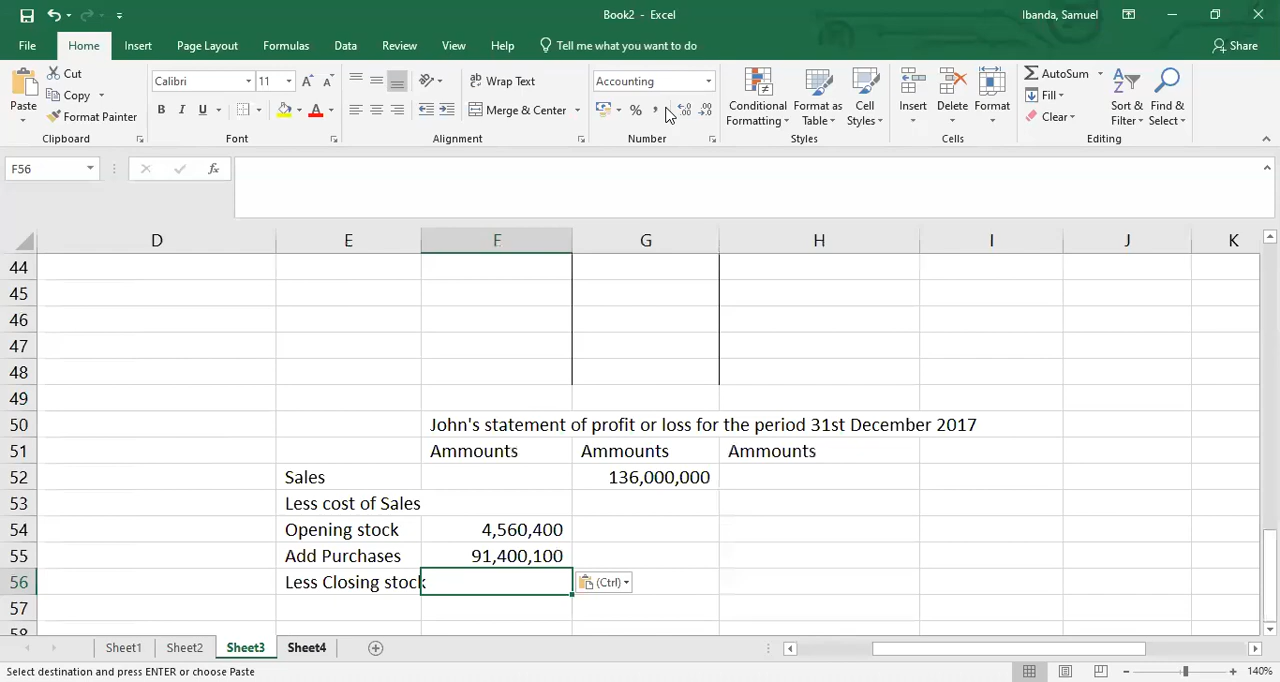 Book2 - Excel
Ibanda, Samuel
File Home Insert Page Layout Formulas Data Review View Help Tell me what you want to do Share
Paste
Cut
Copy
Format Painter
Clipboard
Calibri 11
B I U
Font
Wrap Text
Merge & Center
Alignment
Accounting
%
Number
Conditional Formatting
Format as Table
Cell Styles
Styles
Insert Delete Format
Cells
AutoSum
Fill
Clear
Sort & Filter
Find & Select
Editing
F56
fx
D E F G H I J K
44
45
46
47
48
49
50 John's statement of profit or loss for the period 31st December 2017
51 Ammounts Ammounts Ammounts
52 Sales 136,000,000
53 Less cost of Sales
54 Opening stock 4,560,400
55 Add Purchases 91,400,100
56 Less Closing stock (Ctrl)
57
58
Sheet1 Sheet2 Sheet3 Sheet4
Select destination and press ENTER or choose Paste
140%